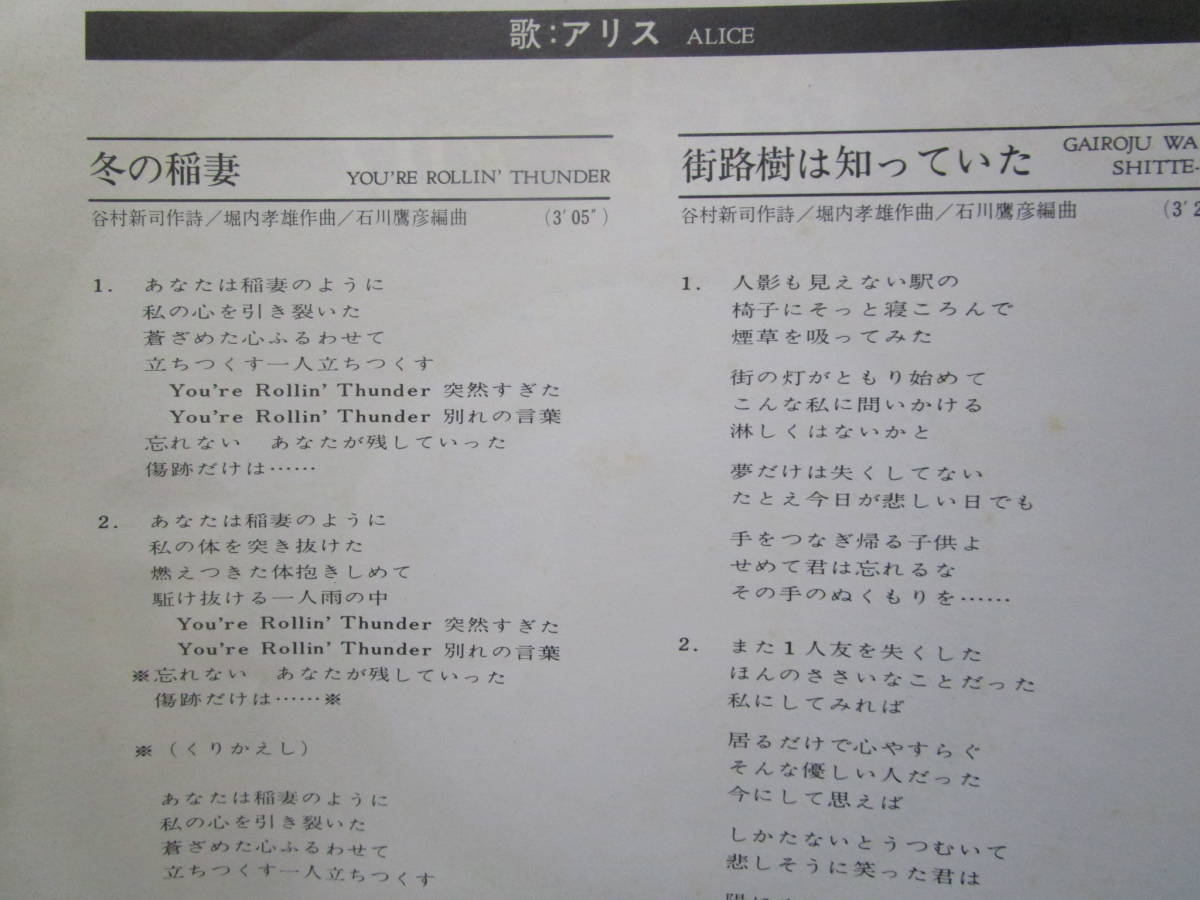 歌:アリス ALICE
冬の稲妻 YOU'RE ROLLIN' THUNDER
谷村新司作詩/堀内孝雄作曲/石川鷹彦編曲 (3'05")
1. あなたは稲妻のように
私の心を引き裂いた
蒼ざめた心ふるわせて
立ちつくす一人立ちつくす
You're Rollin' Thunder 突然すぎた
You're Rollin' Thunder 別れの言葉
忘れない あなたが残していった
傷跡だけは……
2. あなたは稲妻のように
私の体を突き抜けた
燃えつきた体抱きしめて
駈け抜ける一人雨の中
You're Rollin' Thunder 突然すぎた
You're Rollin' Thunder 別れの言葉
※忘れない あなたが残していった
傷跡だけは……※
※(くりかえし)
あなたは稲妻のように
私の心を引き裂いた
蒼ざめた心ふるわせて
立ちつくす一人立ちつくす
街路樹は知っていた GAIROJU WA
SHITTE-
谷村新司作詩/堀内孝雄作曲/石川鷹彦編曲 (3'2
1. 人影も見えない駅の
椅子にそっと寝ころんで
煙草を吸ってみた
街の灯がともり始めて
こんな私に問いかける
淋しくはないかと
夢だけは失くしてない
たとえ今日が悲しい日でも
手をつなぎ帰る子供よ
せめて君は忘れるな
その手のぬくもりを……
2. また1人友を失くした
ほんのささいなことだった
私にしてみれば
居るだけで心やすらぐ
そんな優しい人だった
今にして思えば
しかたないとうつむいて
悲しそうに笑った君は